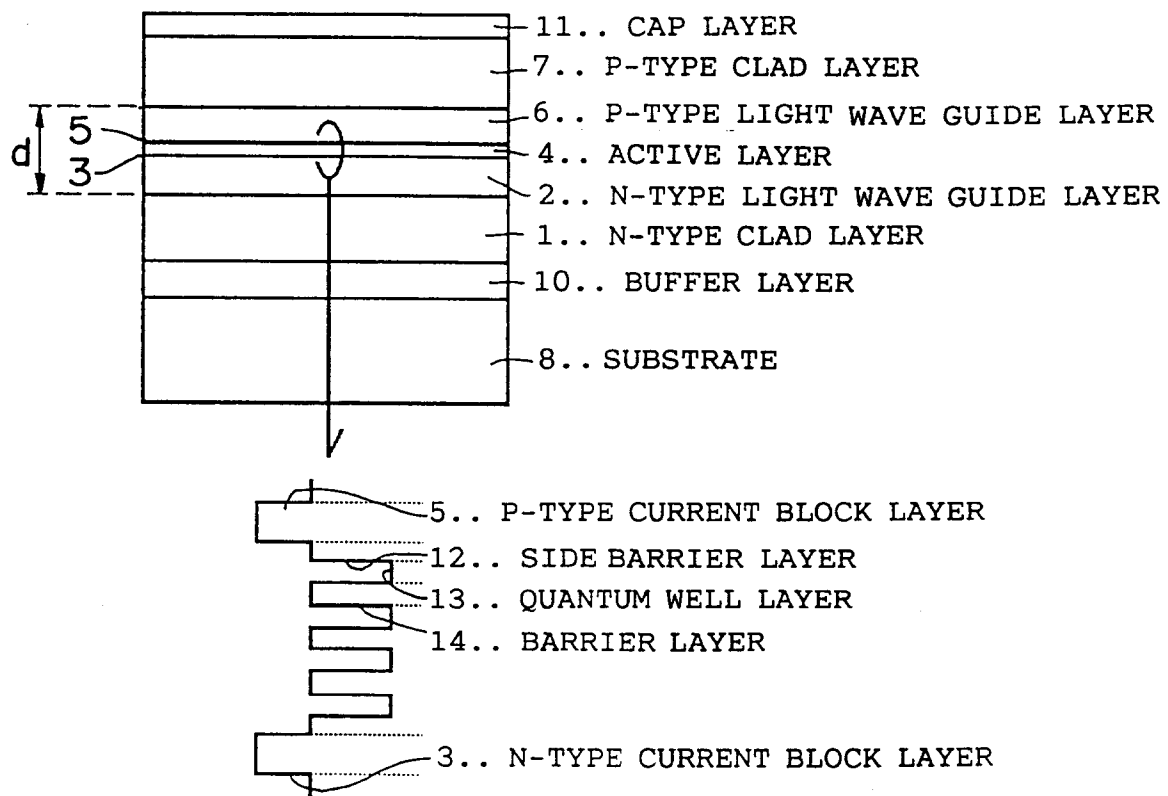 11.. CAP LAYER
7.. P-TYPE CLAD LAYER
6.. P-TYPE LIGHT WAVE GUIDE LAYER
5
4.. ACTIVE LAYER
d
3
2.. N-TYPE LIGHT WAVE GUIDE LAYER
1.. N-TYPE CLAD LAYER
10.. BUFFER LAYER
8.. SUBSTRATE
5.. P-TYPE CURRENT BLOCK LAYER
12.. SIDE BARRIER LAYER
13.. QUANTUM WELL LAYER
14.. BARRIER LAYER
3.. N-TYPE CURRENT BLOCK LAYER